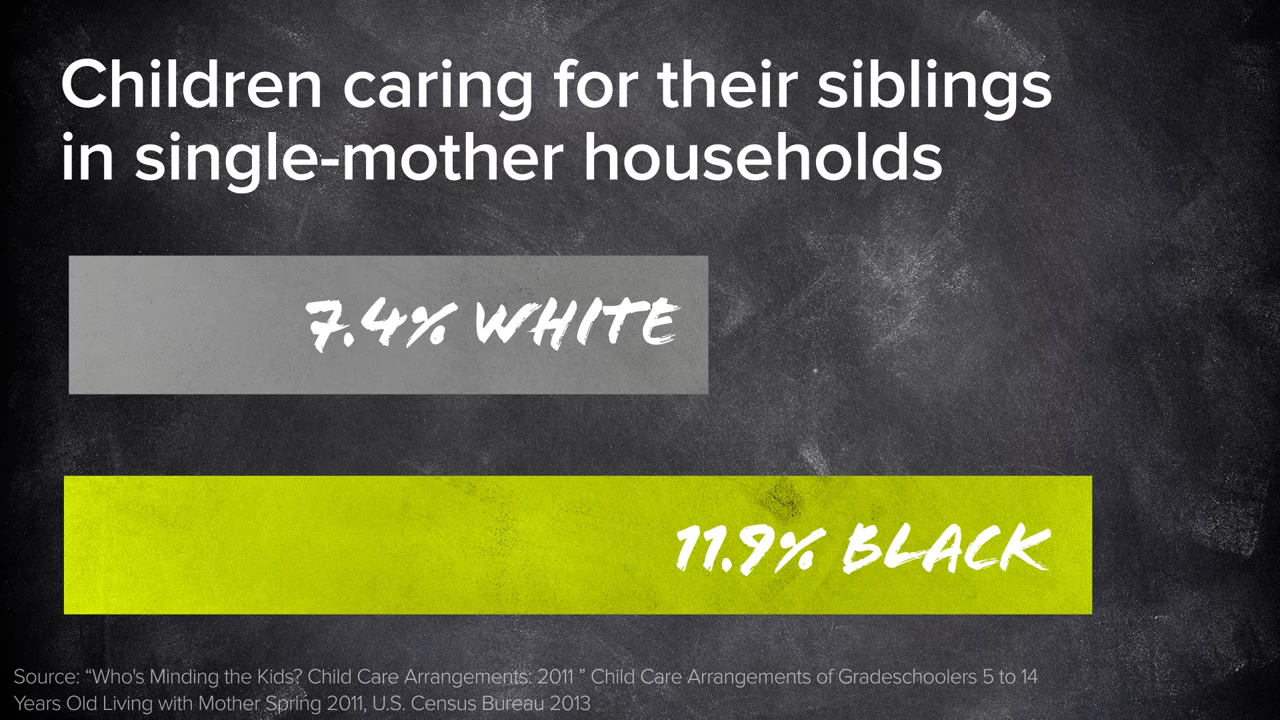 Children caring for their siblings
in single-mother households
7.4% WHITE
11.9% BLACK
Source: “Who's Minding the Kids? Child Care Arrangements: 2011 ” Child Care Arrangements of Gradeschoolers 5 to 14
Years Old Living with Mother Spring 2011, U.S. Census Bureau 2013